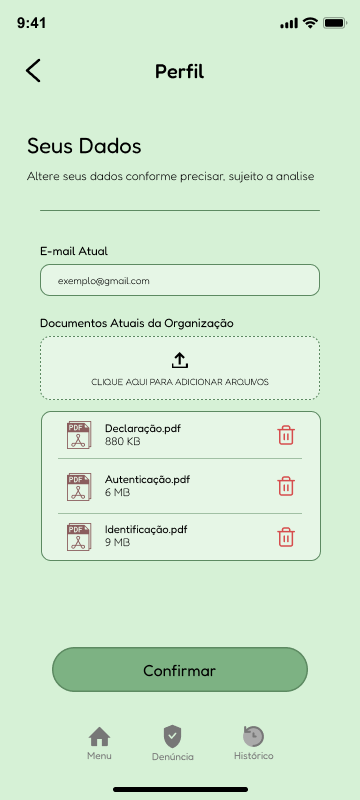 9:41
Perfil
Seus Dados
Altere seus dados conforme precisar, sujeito a analise
E-mail Atual
exemplo@gmail.com
Documentos Atuais da Organização
CLIQUE AQUI PARA ADICIONAR ARQUIVOS
PDF
Declaração.pdf
880 KB
PDF
Autenticação.pdf
6 MB
PDF
Identificação.pdf
9 MB
Confirmar
Menu
Denúncia
Histórico